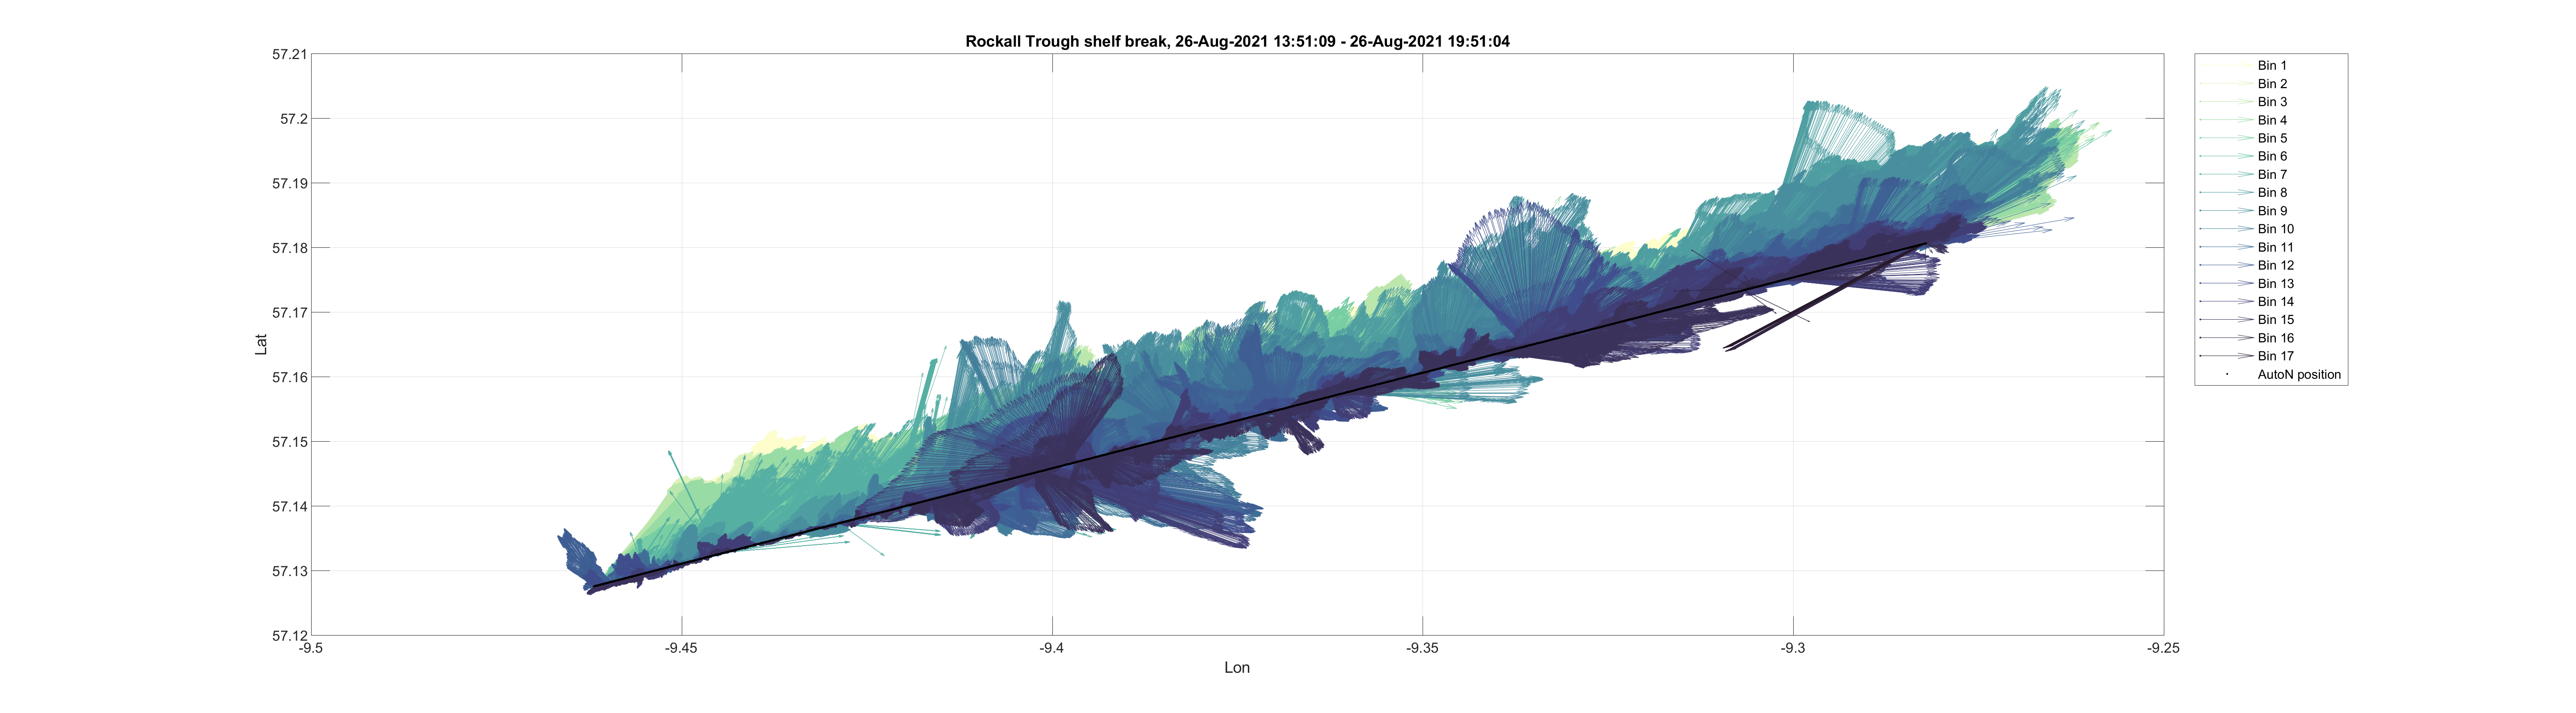 Rockall Trough shelf break, 26-Aug-2021 13:51:09 - 26-Aug-2021 19:51:04
57.21
57.2
57.19
57.18
57.17
57.16
57.15
57.14
57.13
57.12
Lat
-9.5
-9.45
-9.4
-9.35
-9.3
-9.25
Lon
Bin 1
Bin 2
Bin 3
Bin 4
Bin 5
Bin 6
Bin 7
Bin 8
Bin 9
Bin 10
Bin 11
Bin 12
Bin 13
Bin 14
Bin 15
Bin 16
Bin 17
AutoN position